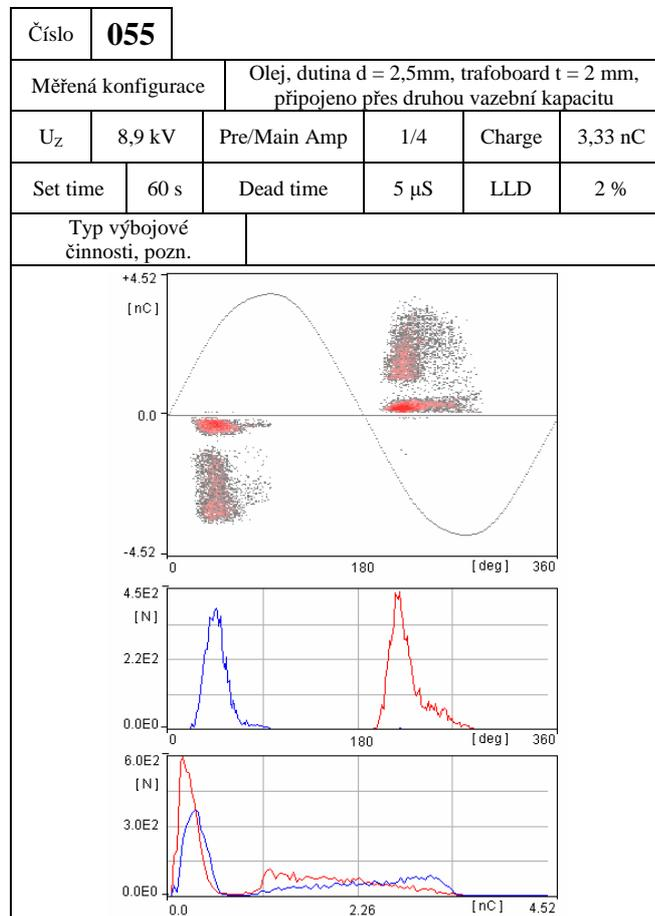 Číslo 055
Měřená konfigurace
Olej, dutina d = 2,5mm, trafoboard t = 2 mm,
připojeno přes druhou vazební kapacitu
UZ 8,9 kV Pre/Main Amp 1/4 Charge 3,33 nC
Set time 60 s Dead time 5 μS LLD 2 %
Typ výbojové
činnosti, pozn.
+4.52
[nC]
0.0
-4.52
0 180 [deg] 360
4.5E2
[N]
2.2E2
0.0E0
0 180 [deg] 360
6.0E2
[N]
3.0E2
0.0E0
0.0 2.26 [nC] 4.52